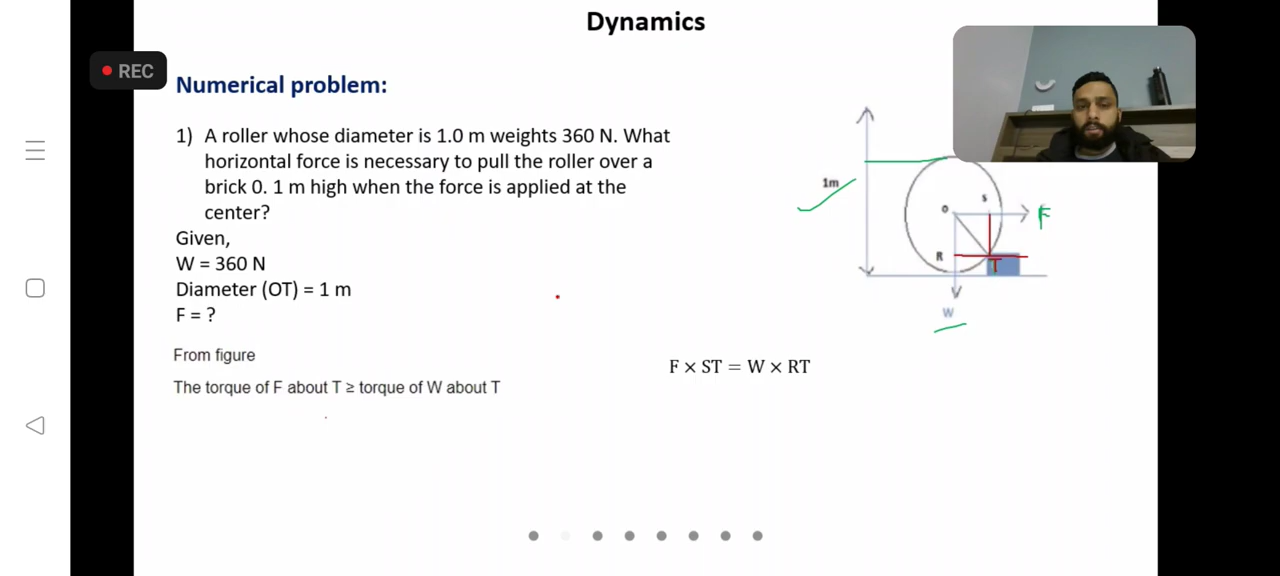 Dynamics
REC
Numerical problem:
1) A roller whose diameter is 1.0 m weights 360 N. What
horizontal force is necessary to pull the roller over a
brick 0. 1 m high when the force is applied at the
center?
Given,
W = 360 N
Diameter (OT) = 1 m
F = ?
From figure
The torque of F about T ≥ torque of W about T
F × ST = W × RT
1m
O
S
F
R
T
W